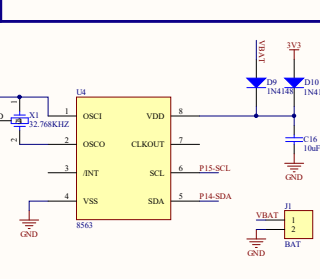 VBAT
3V3
D9
1N4148
D10
U4
1
X1
32.768KHZ
2
1 OSCI
2 OSCO
3 /INT
4 VSS
VDD 8
CLKOUT 7
SCL 6 P15-SCL
SDA 5 P14-SDA
8563
GND
C16
10uF
GND
J1
VBAT 1
2
BAT
GND